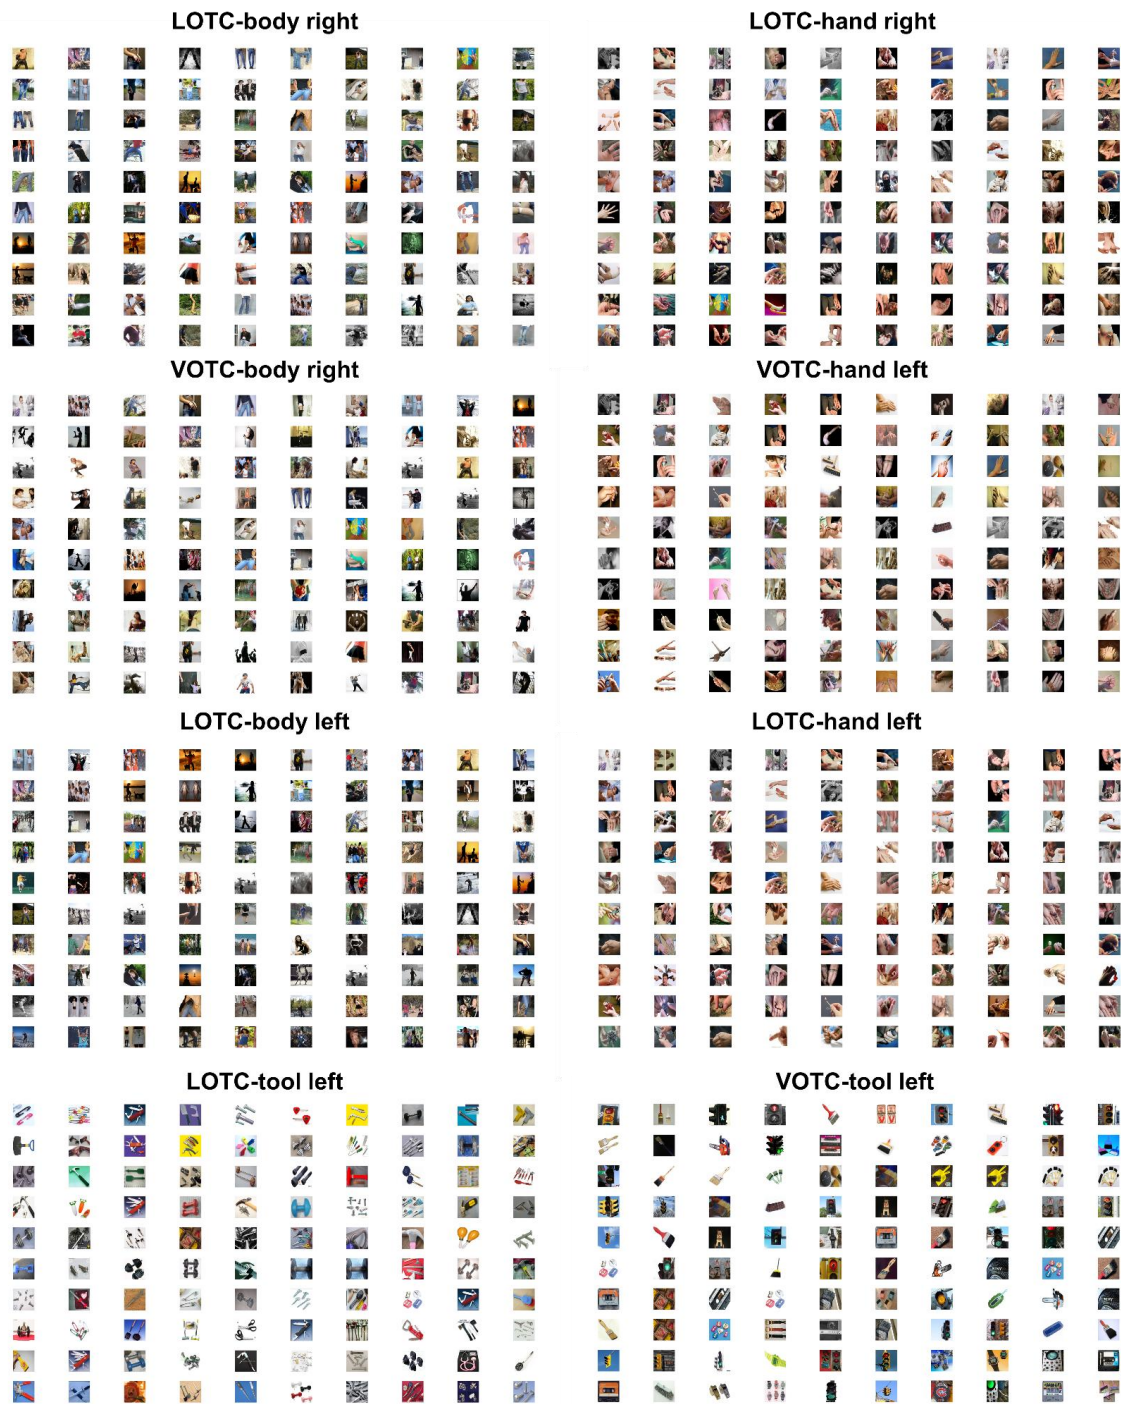 LOTC-body right
LOTC-hand right
VOTC-body right
VOTC-hand left
LOTC-body left
LOTC-hand left
LOTC-tool left
VOTC-tool left